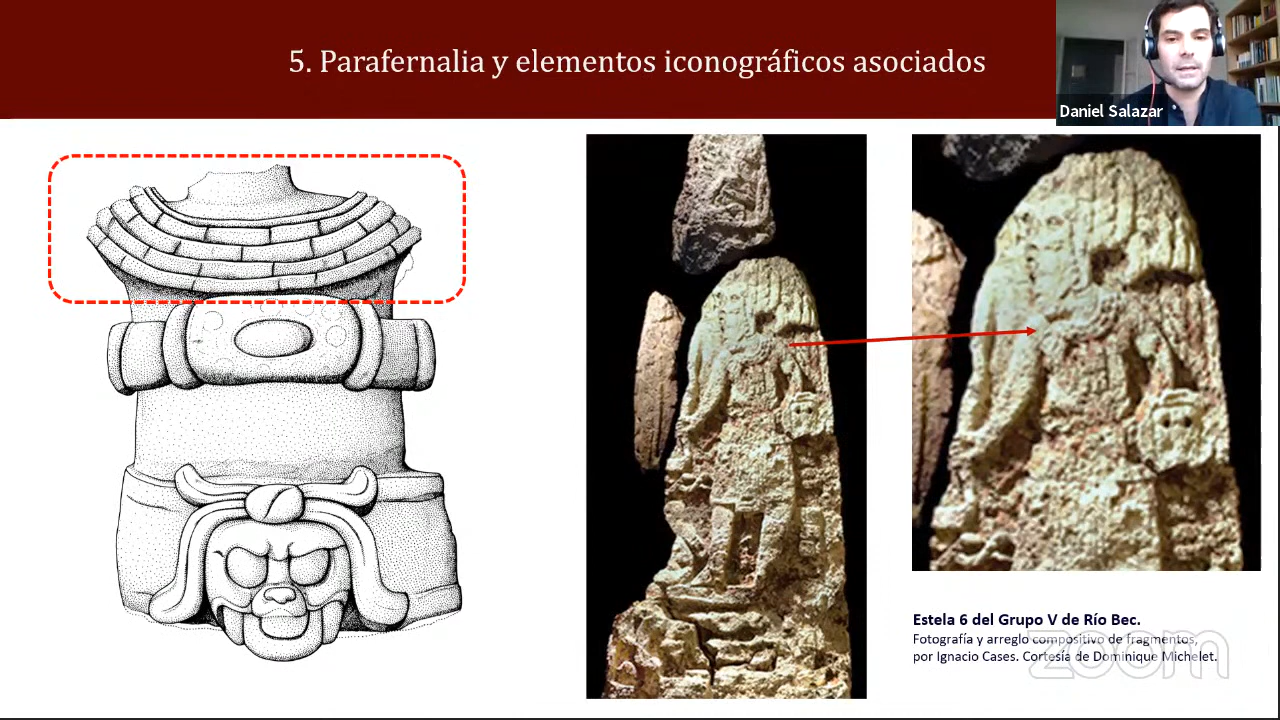 5. Parafernalia y elementos iconográficos asociados
Daniel Salazar
Estela 6 del Grupo V de Río Bec.
Fotografía y arreglo compositivo de fragmentos,
por Ignacio Cases. Cortesía de Dominique Michelet.
zoom